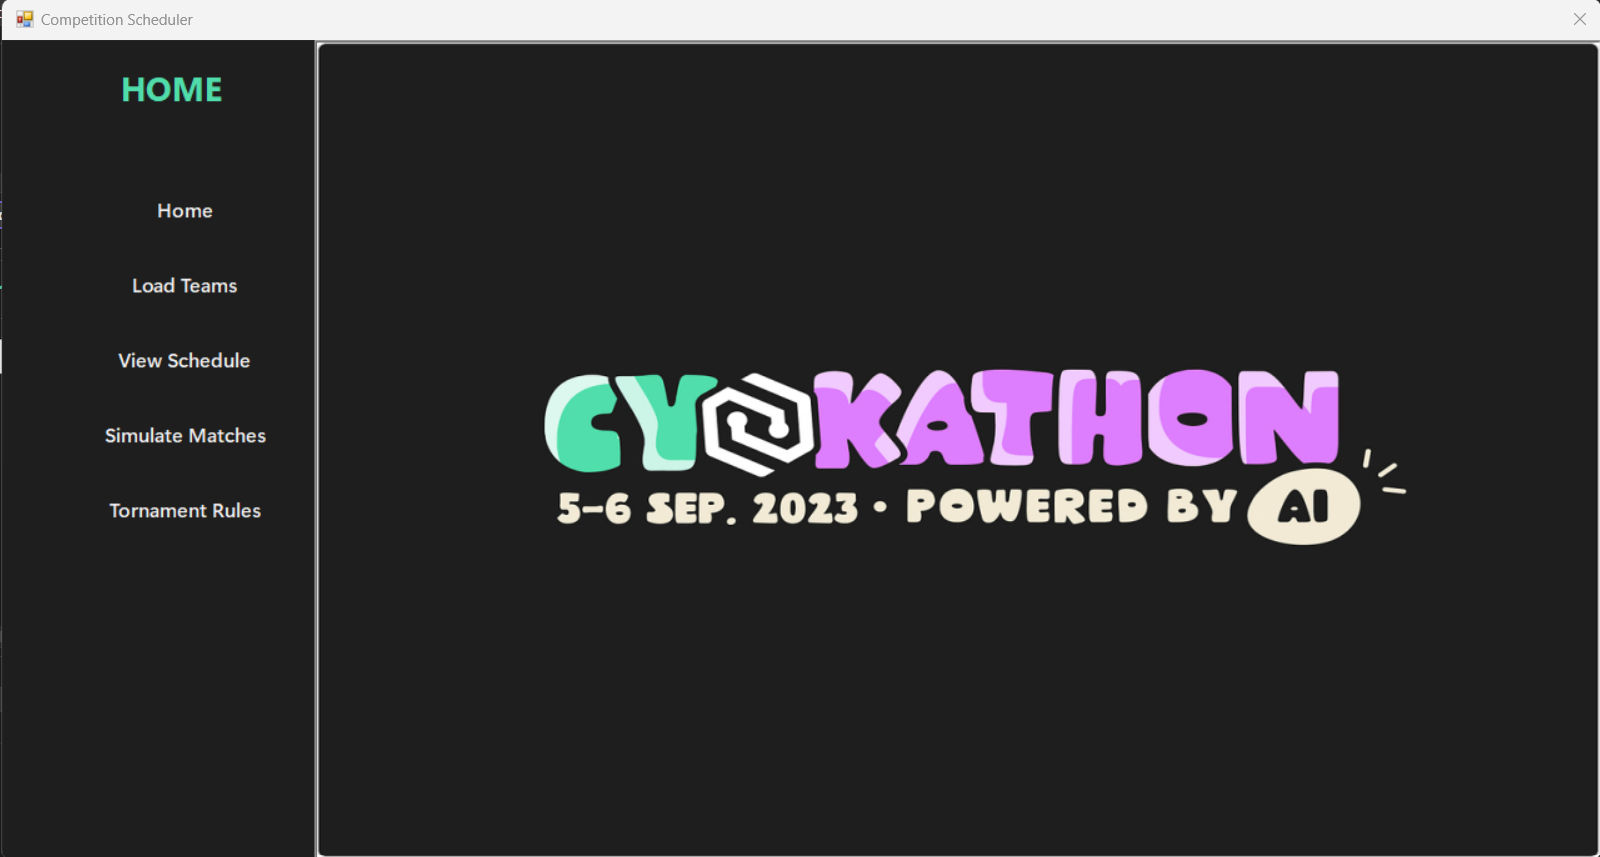 Competition Scheduler
HOME
Home
Load Teams
View Schedule
Simulate Matches
Tornament Rules
CY KATHON
5-6 SEP. 2023 • POWERED BY AI